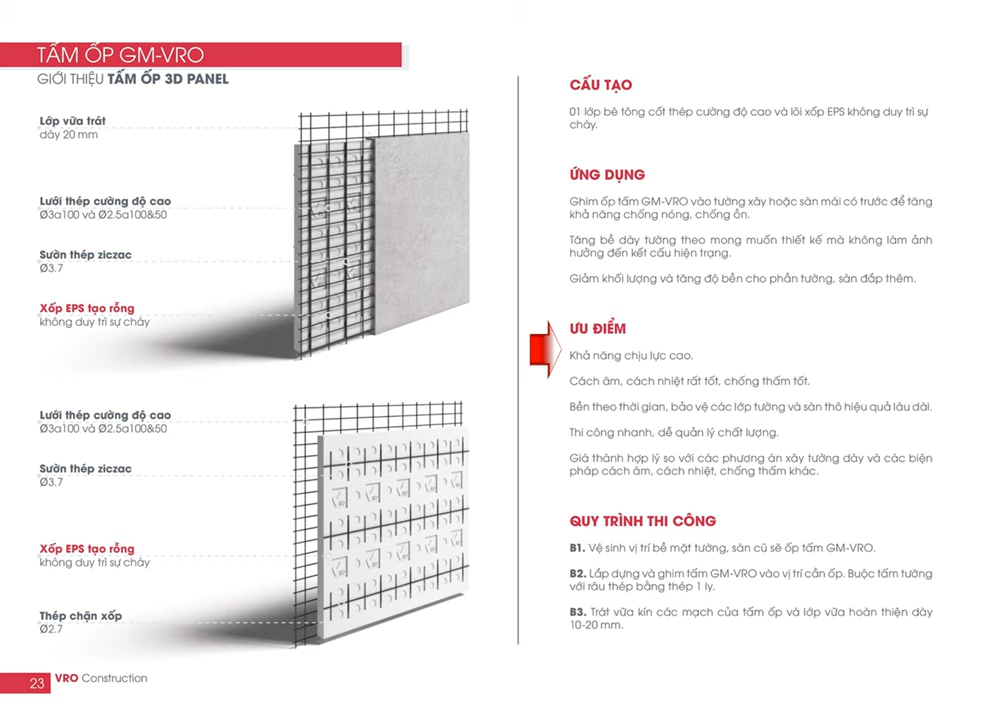 TẤM ỐP GM-VRO
GIỚI THIỆU TẤM ỐP 3D PANEL
Lớp vữa trát
dày 20 mm
Lưới thép cường độ cao
Ø3a100 và Ø2.5a100&50
Sườn thép ziczac
Ø3.7
Xốp EPS tạo rỗng
không duy trì sự cháy
Lưới thép cường độ cao
Ø3a100 và Ø2.5a100&50
Sườn thép ziczac
Ø3.7
Xốp EPS tạo rỗng
không duy trì sự cháy
Thép chặn xốp
Ø2.7
23
VRO Construction
CẤU TẠO
01 lớp bê tông cốt thép cường độ cao và lõi xốp EPS không duy trì sự
cháy.
ỨNG DỤNG
Ghim ốp tấm GM-VRO vào tường xây hoặc sàn mái có trước để tăng
khả năng chống nóng, chống ồn.
Tăng bề dày tường theo mong muốn thiết kế mà không làm ảnh
hưởng đến kết cấu hiện trạng.
Giảm khối lượng và tăng độ bền cho phần tường, sàn đắp thêm.
ƯU ĐIỂM
Khả năng chịu lực cao.
Cách âm, cách nhiệt rất tốt, chống thấm tốt.
Bền theo thời gian, bảo vệ các lớp tường và sàn thô hiệu quả lâu dài.
Thi công nhanh, dễ quản lý chất lượng.
Giá thành hợp lý so với các phương án xây tường dày và các biện
pháp cách âm, cách nhiệt, chống thấm khác.
QUY TRÌNH THI CÔNG
B1. Vệ sinh vị trí bề mặt tường, sàn cũ sẽ ốp tấm GM-VRO.
B2. Lắp dựng và ghim tấm GM-VRO vào vị trí cần ốp. Buộc tấm tường
với râu thép bằng thép 1 ly.
B3. Trát vữa kín các mạch của tấm ốp và lớp vữa hoàn thiện dày
10-20 mm.